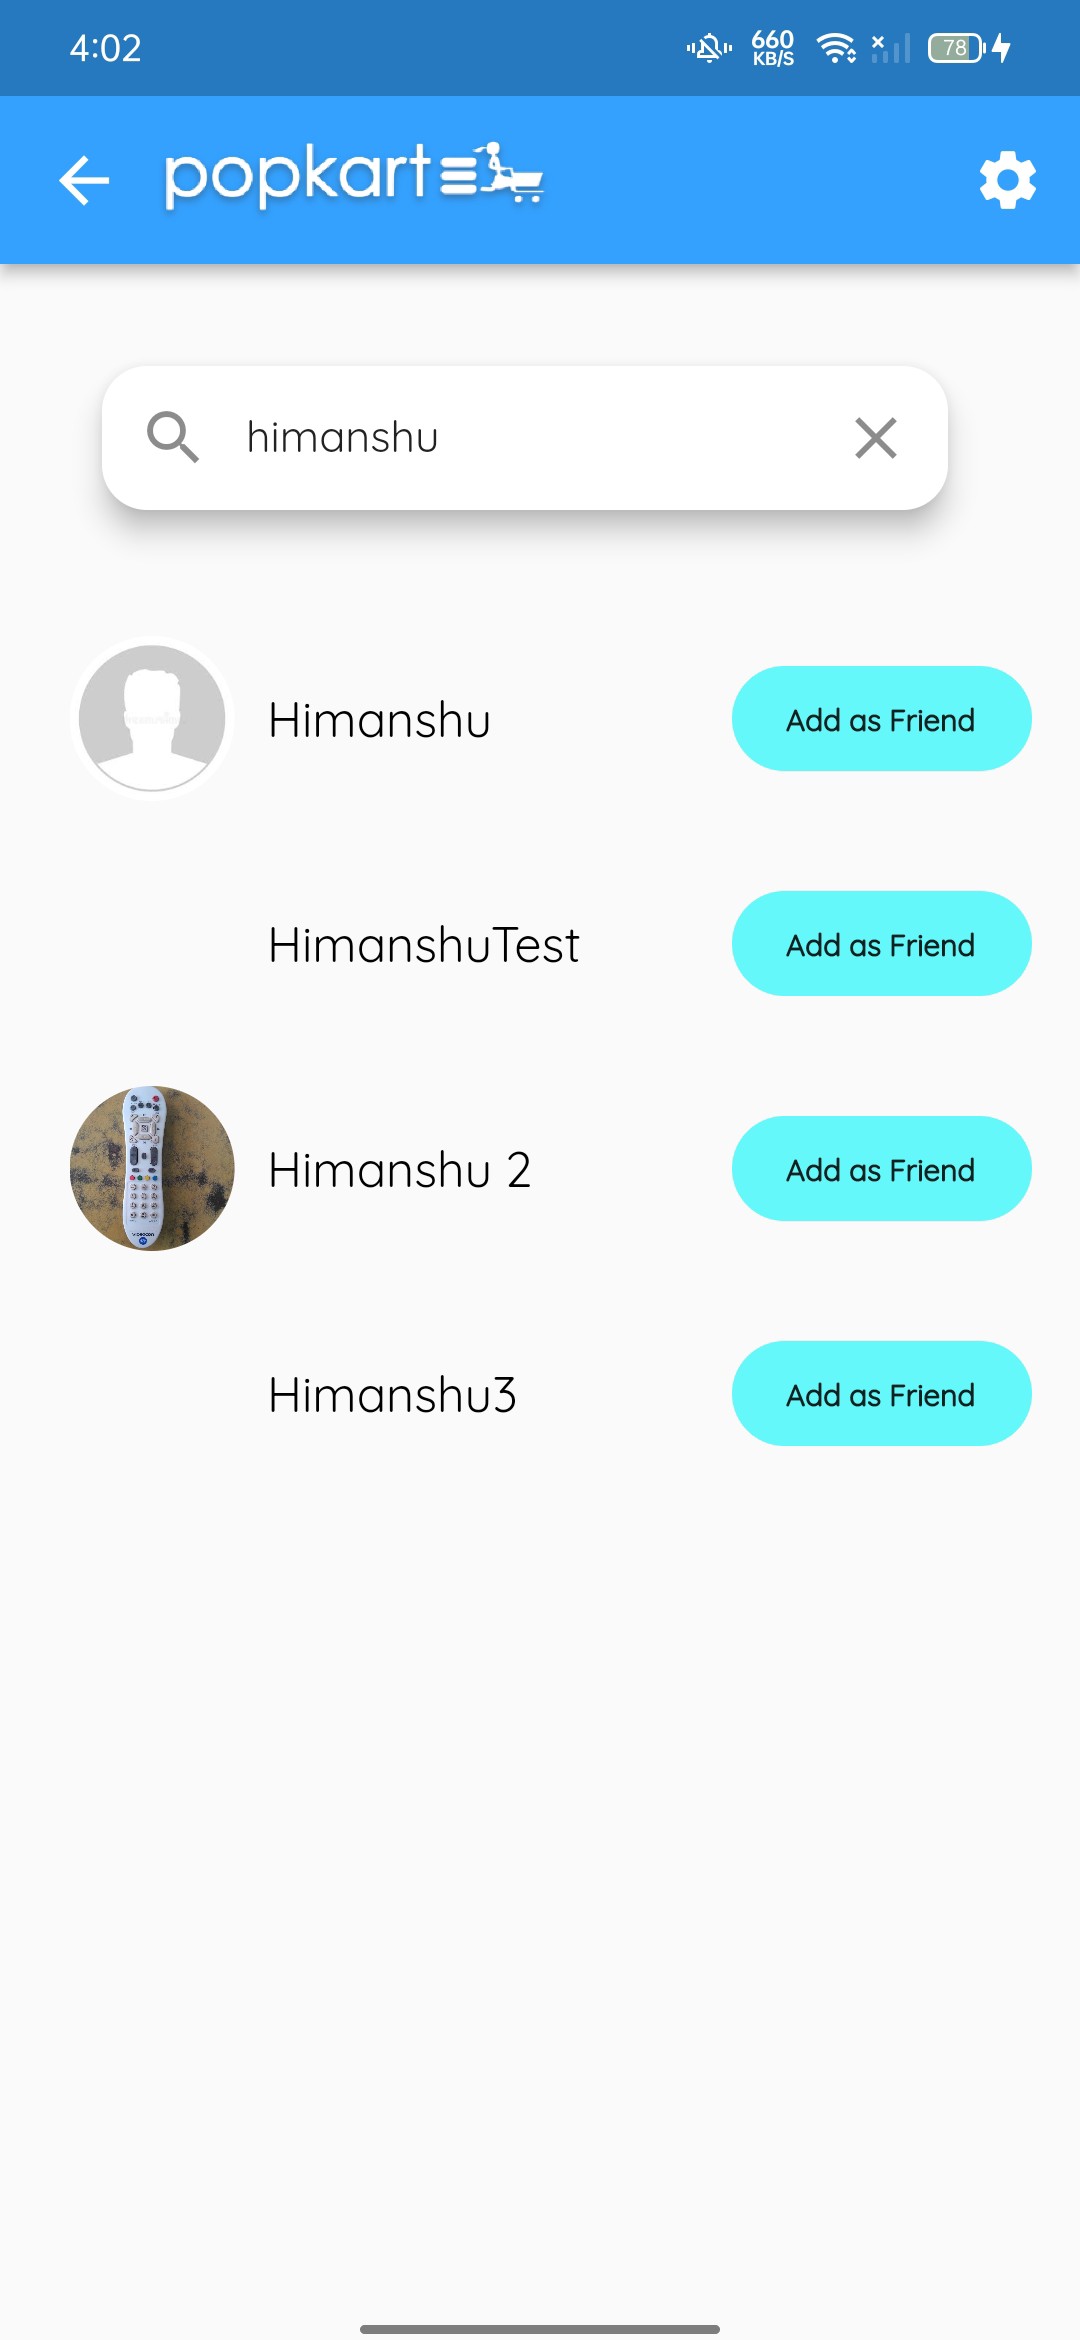 4:02
660
KB/S
78
popkart
himanshu
Himanshu
Add as Friend
HimanshuTest
Add as Friend
Himanshu 2
Add as Friend
Himanshu3
Add as Friend